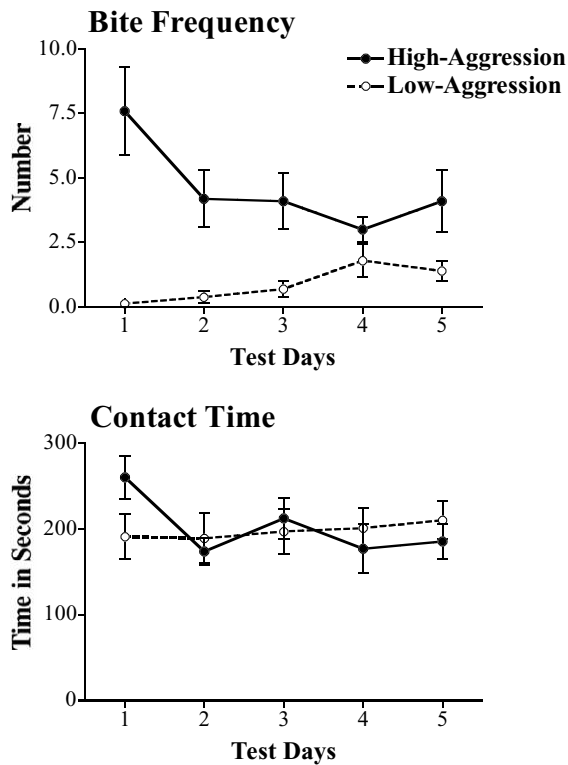 Bite Frequency
High-Aggression
Low-Aggression
Number
10.0
7.5
5.0
2.5
0.0
1 2 3 4 5
Test Days
Contact Time
Time in Seconds
300
200
100
0
1 2 3 4 5
Test Days